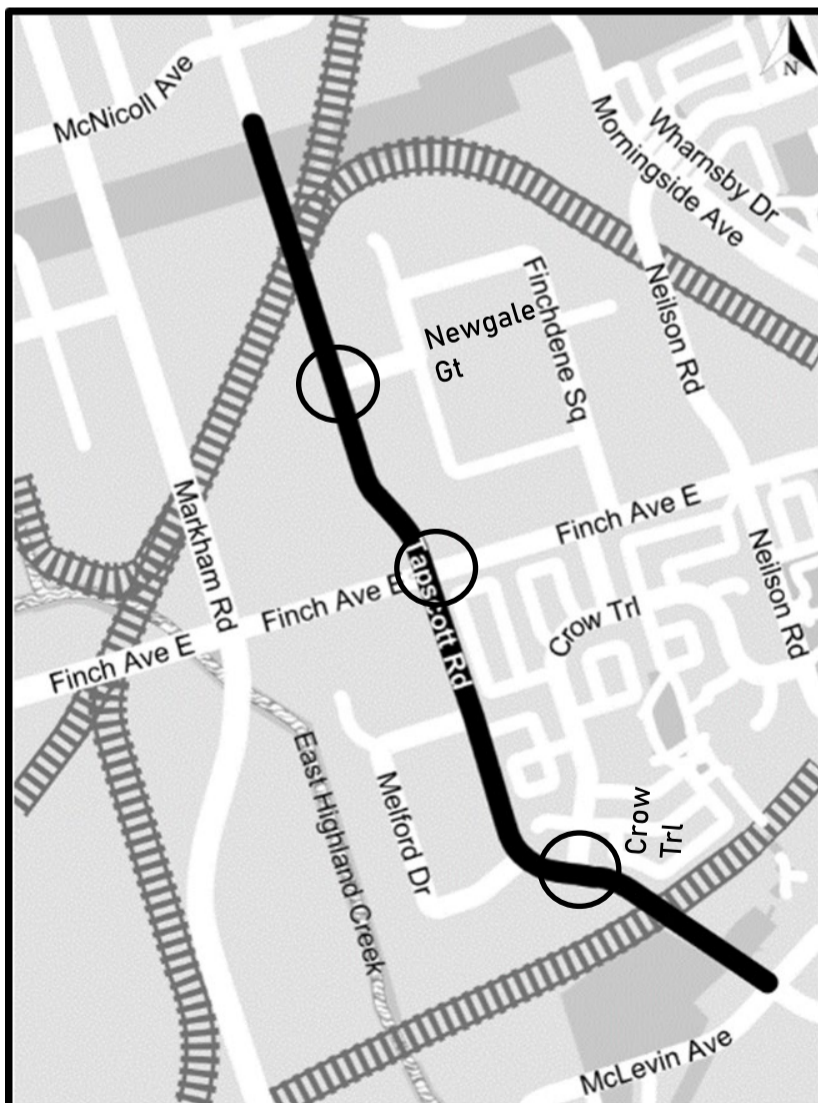 McNicoll Ave
N
Wharnsby Dr
Morningside Ave
Neilson Rd
Finchdene Sq
Newgale
Gt
Markham Rd
Finch Ave E
Neilson Rd
Tapscott Rd
Finch Ave E
Crow Trl
Finch Ave E
East Highland Creek
Melford Dr
Crow
Trl
McLevin Ave